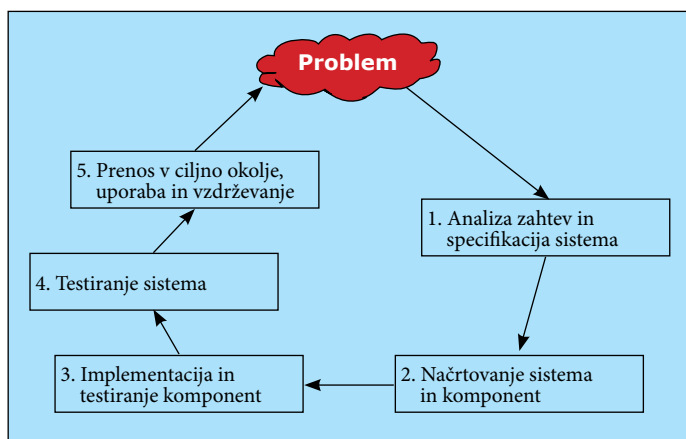 Problem
1. Analiza zahtev in
specifikacija sistema
2. Načrtovanje sistema
in komponent
3. Implementacija in
testiranje komponent
4. Testiranje sistema
5. Prenos v ciljno okolje,
uporaba in vzdrževanje